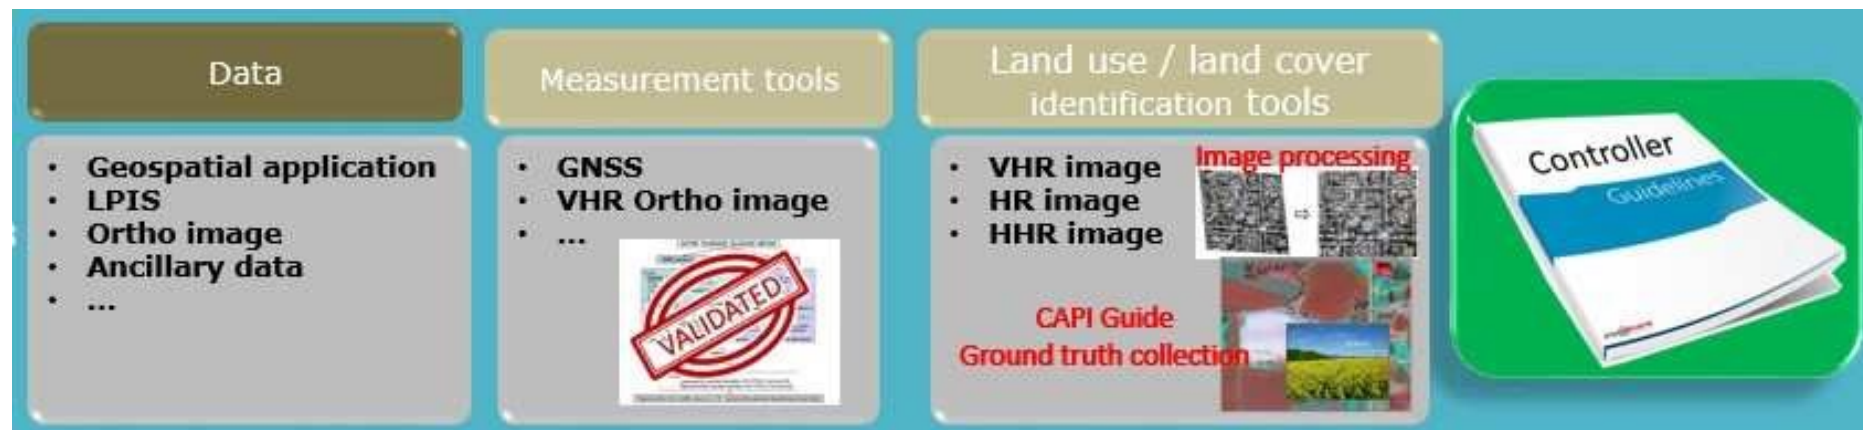 Data
Geospatial application
LPIS
Ortho image
Ancillary data
...
Measurement tools
GNSS
VHR Ortho image
...
VALIDATED
Land use / land cover
identification tools
VHR image
HR image
HHR image
Image processing
CAPI Guide
Ground truth collection
Controller
Guidelines